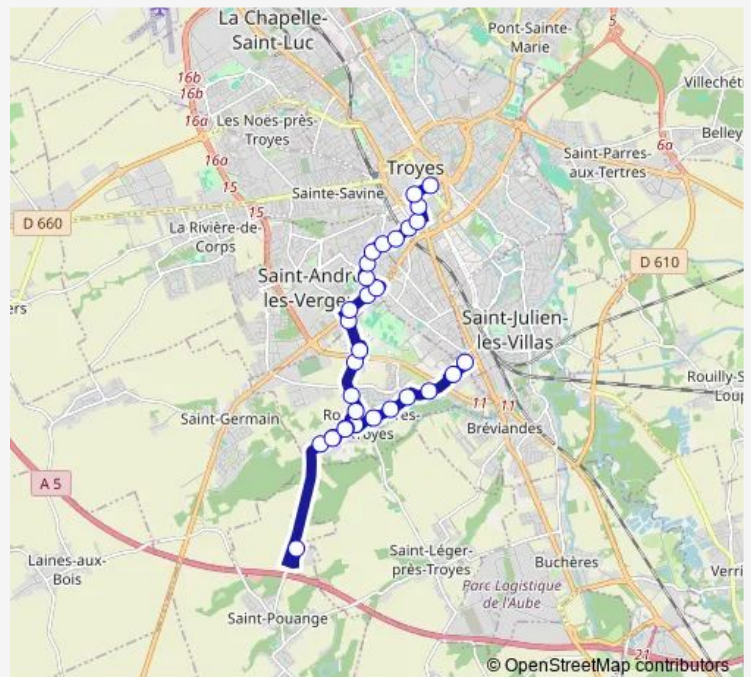 La Chapelle-
Saint-Luc
Pont-Sainte-
Marie
5
16b
16b
Villechét
Les Noës-près-
Troyes
16a
Belley
6a
16a
Troyes
Saint-Parres-
aux-Tertres
15
Sainte-Savine
15
D 660
La Rivière-de-
Corps
D 610
Saint-André
les-Verge
ers
Saint-Julien-
les-Villas
Rouilly-S
Loup
11
11
Saint-Germain
Bréviandes
A 5
Saint-Léger-
près-Troyes
Laines-aux-
Bois
Buchères
Verri
Parc Logistique
de l'Aube
Saint-Pouange
21
© OpenStreetMap contributors